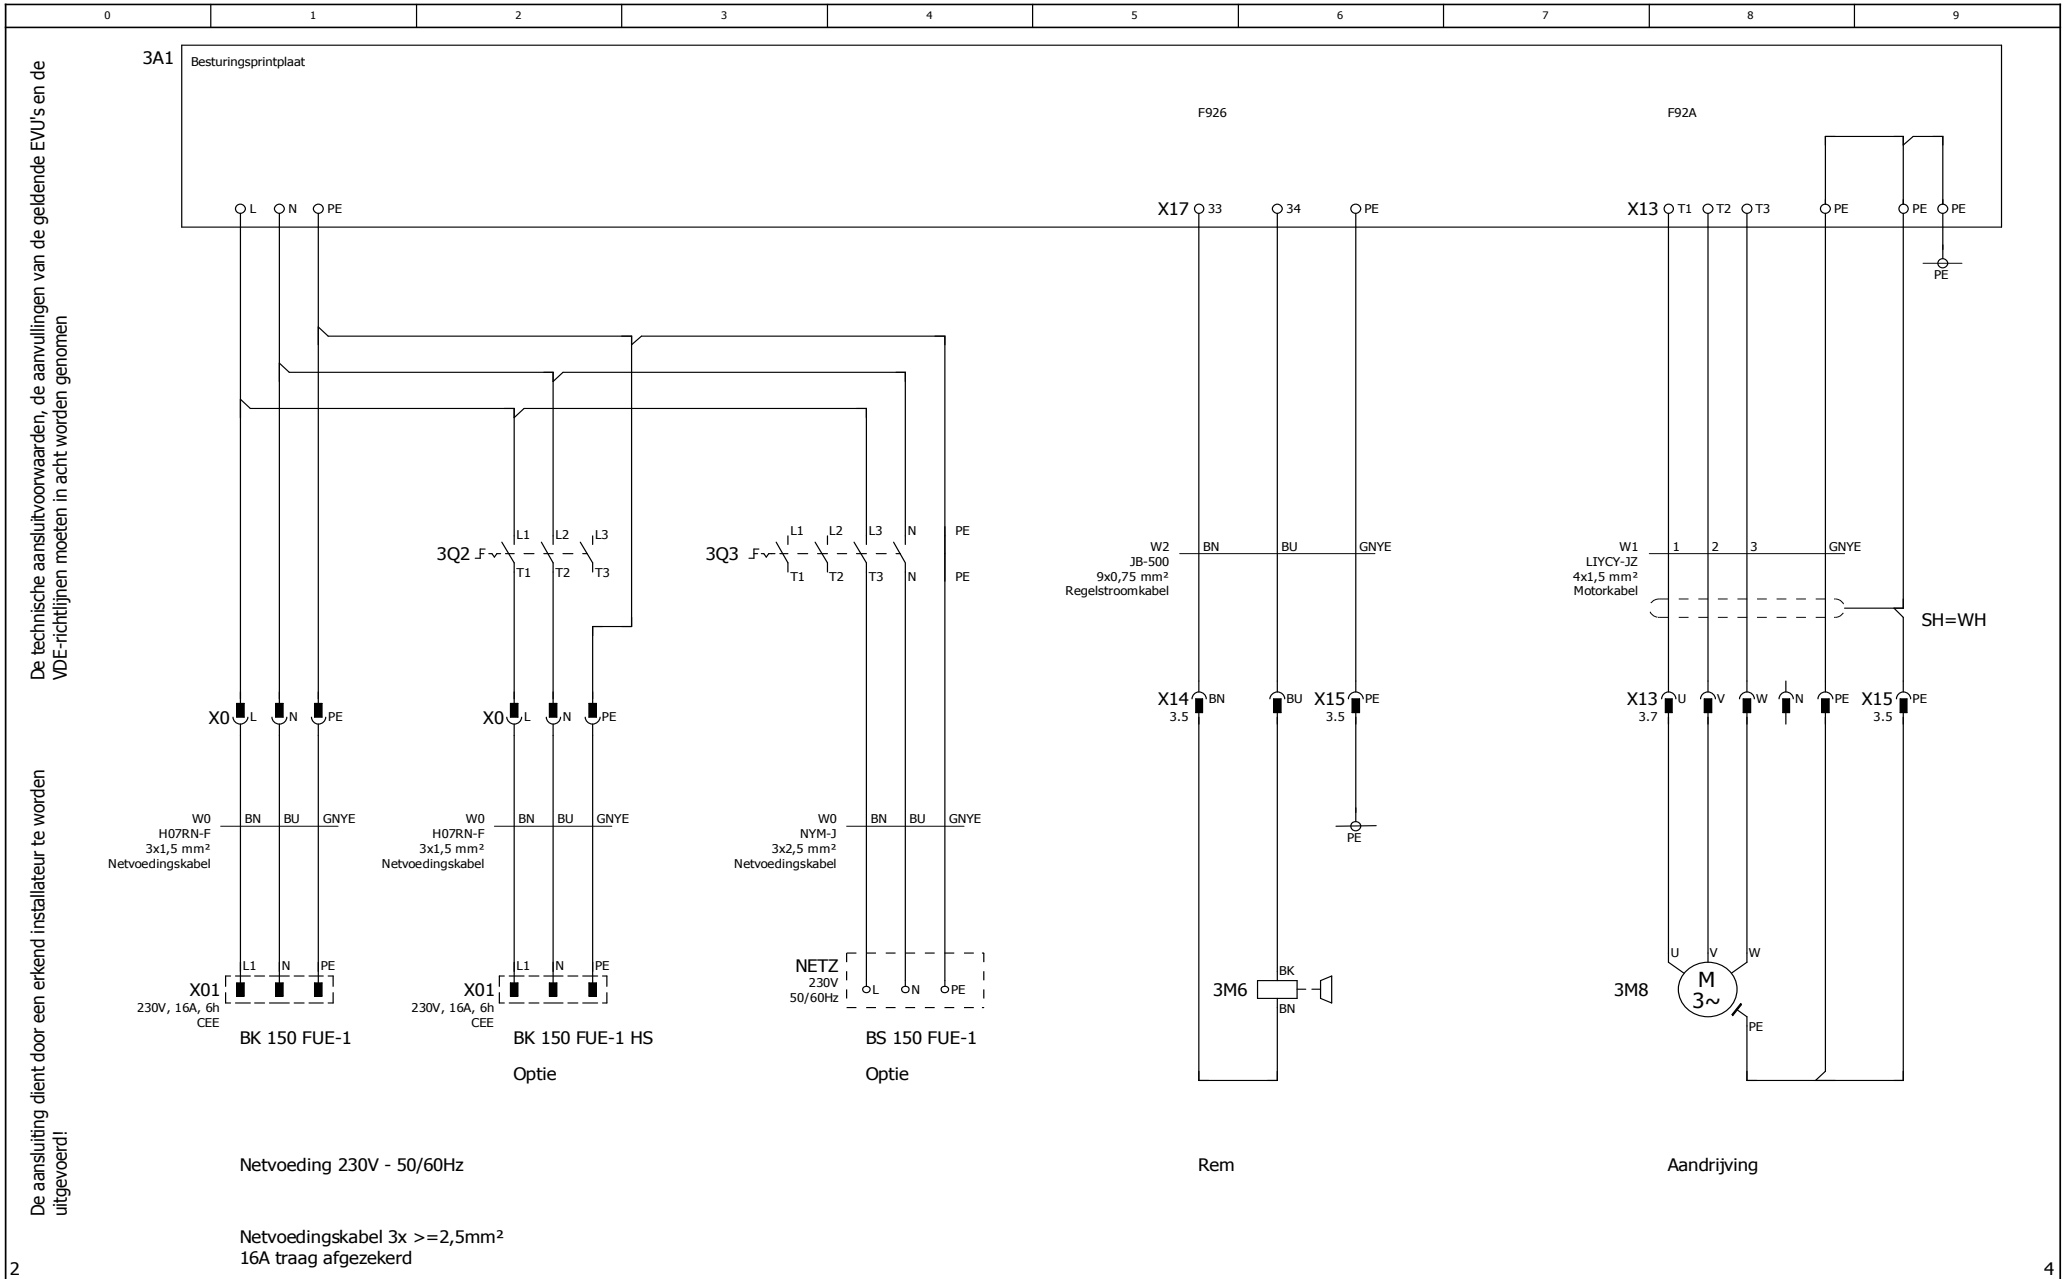 0 1 2 3 4 5 6 7 8 9
De technische aansluitvoorwaarden, de aanvullingen van de geldende EVU's en de
VDE-richtlijnen moeten in acht worden genomen
De aansluiting dient door een erkend installateur te worden
uitgevoerd!
3A1 Besturingsprintplaat
F926 F92A
L N PE X17 33 34 PE X13 T1 T2 T3 PE PE PE
PE
3Q2 L1 L2 L3
T1 T2 T3
3Q3 L1 L2 L3 N PE
T1 T2 T3 N PE
W2 BN BU GNYE
JB-500
9x0,75 mm²
Regelstroomkabel
W1 1 2 3 GNYE
LIYCY-JZ
4x1,5 mm²
Motorkabel
SH=WH
X0 L N PE
X0 L N PE
X14 BN BU X15 PE
3.5 3.5
X13 U V W N PE X15 PE
3.7 3.5
W0 BN BU GNYE
H07RN-F
3x1,5 mm²
Netvoedingskabel
W0 BN BU GNYE
H07RN-F
3x1,5 mm²
Netvoedingskabel
W0 BN BU GNYE
NYM-J
3x2,5 mm²
Netvoedingskabel
PE
L1 N PE
X01
230V, 16A, 6h
CEE
BK 150 FUE-1
L1 N PE
X01
230V, 16A, 6h
CEE
BK 150 FUE-1 HS
Optie
NETZ
230V
50/60Hz
L N PE
BS 150 FUE-1
Optie
BK
3M6
BN
U V W
3M8 M
3~
PE
Netvoeding 230V - 50/60Hz
Rem
Aandrijving
Netvoedingskabel 3x >=2,5mm²
16A traag afgezekerd
2 4